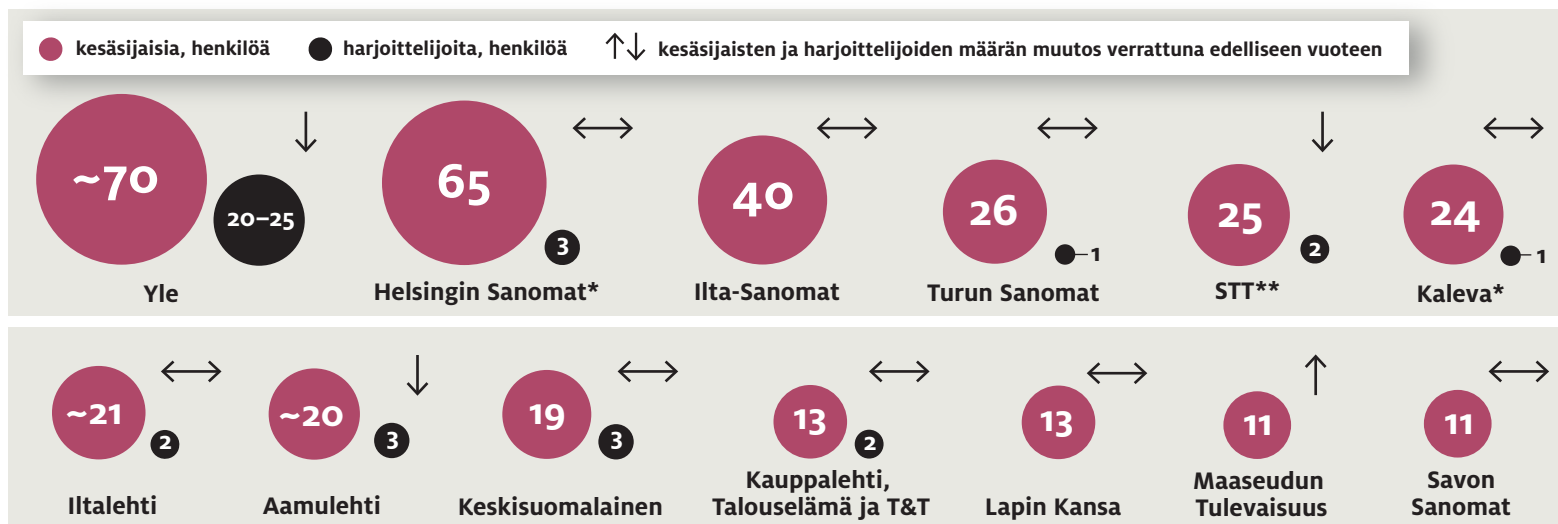 kesäsijaisia, henkilöä harjoittelijoita, henkilöä ↑↓ kesäsijaisten ja harjoittelijoiden määrän muutos verrattuna edelliseen vuoteen
~70 20–25 65 3 40 26 1 25 2 24 1
Yle Helsingin Sanomat* Ilta-Sanomat Turun Sanomat STT** Kaleva*
~21 2 ~20 3 19 3 13 2 13 11 11
Iltalehti Aamulehti Keskisuomalainen
Kauppalehti,
Talouselämä ja T&T
Lapin Kansa
Maaseudun
Tulevaisuus
Savon
Sanomat